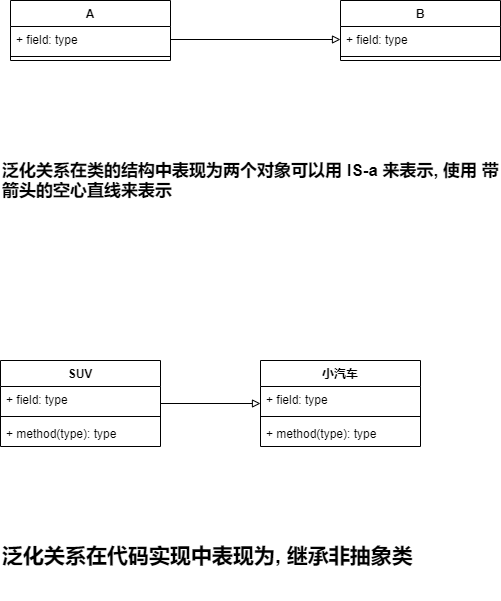 A
B
+ field: type
+ field: type
泛化关系在类的结构中表现为两个对象可以用 IS-a 来表示, 使用 带
箭头的空心直线来表示
SUV
小汽车
+ field: type
+ field: type
+ method(type): type
+ method(type): type
泛化关系在代码实现中表现为, 继承非抽象类